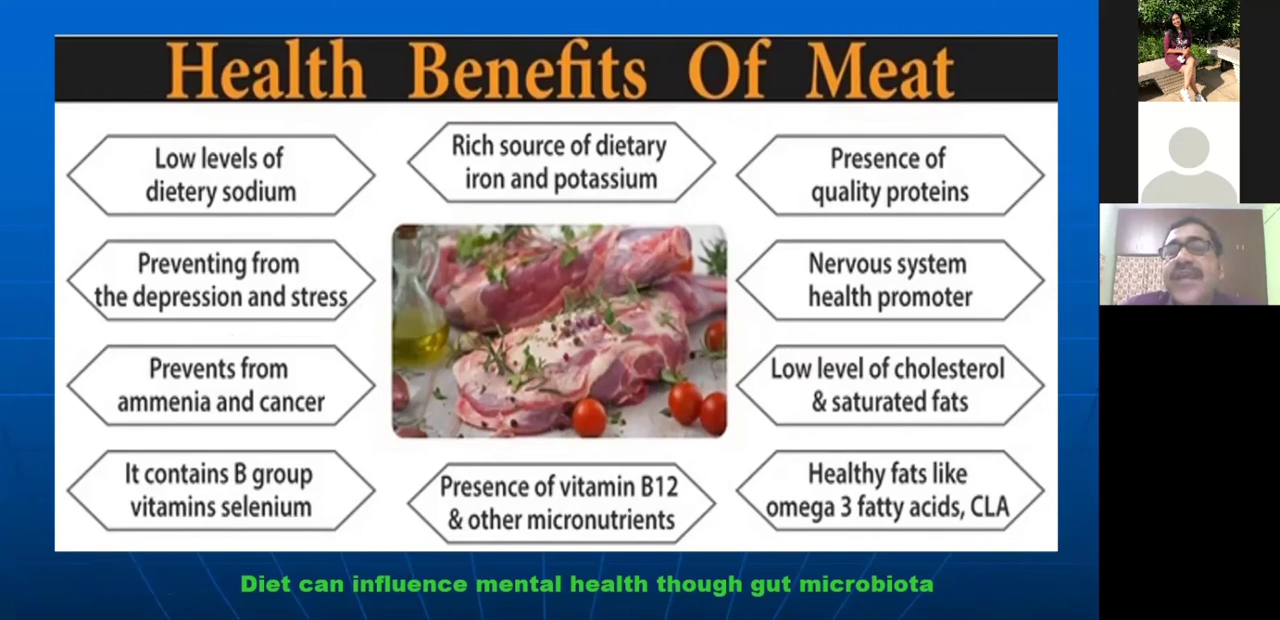 Health Benefits Of Meat
Low levels of
dietery sodium
Rich source of dietary
iron and potassium
Presence of
quality proteins
Preventing from
the depression and stress
Nervous system
health promoter
Prevents from
ammenia and cancer
Low level of cholesterol
& saturated fats
It contains B group
vitamins selenium
Presence of vitamin B12
& other micronutrients
Healthy fats like
omega 3 fatty acids, CLA
Diet can influence mental health though gut microbiota